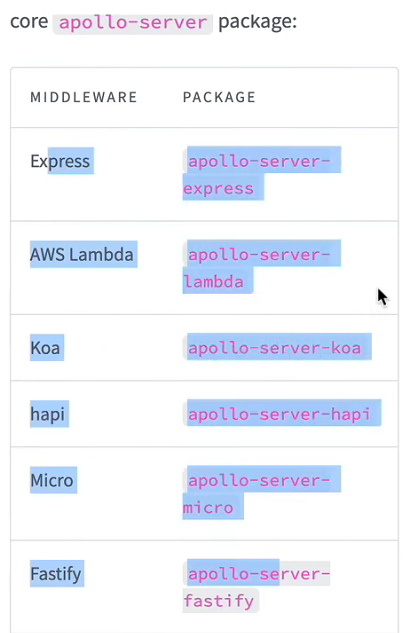 core apollo-server package:
MIDDLEWARE PACKAGE
Express apollo-server-
express
AWS Lambda apollo-server-
lambda
Koa apollo-server-koa
hapi apollo-server-hapi
Micro apollo-server-
micro
Fastify apollo-server-
fastify